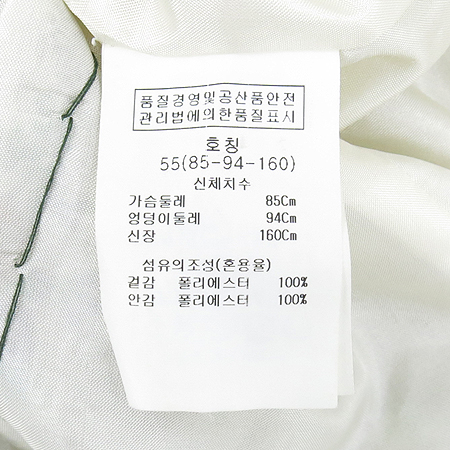 품질경영및공산품안전
관리법에의한품질표시
호칭
55(85-94-160)
신체치수
가슴둘레 85Cm
엉덩이둘레 94Cm
신장 160Cm
섬유의조성(혼용율)
겉감 폴리에스터 100%
안감 폴리에스터 100%